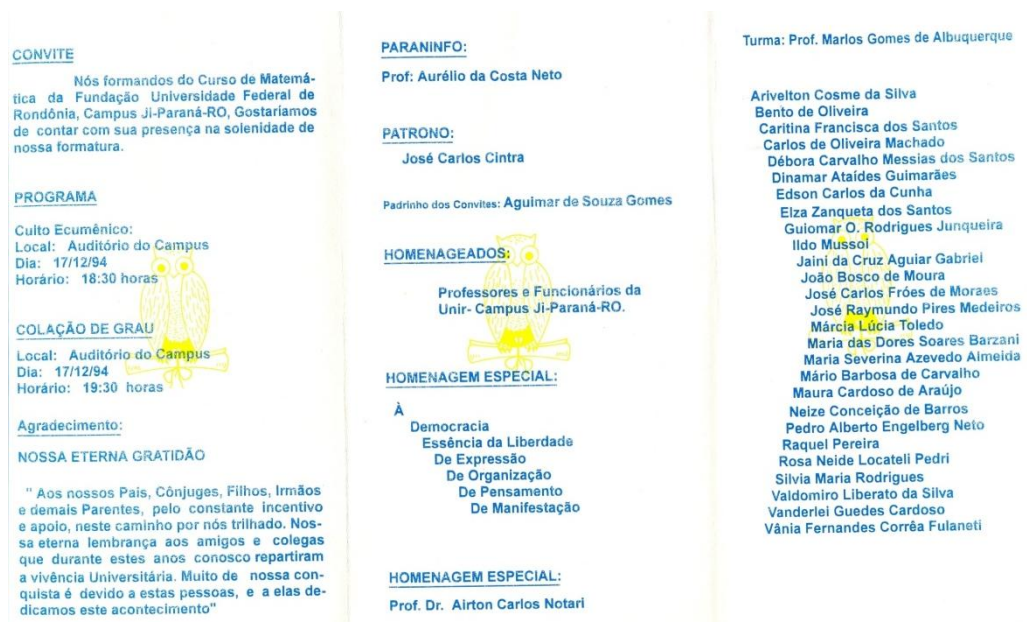 CONVITE
Nós formandos do Curso de Matemá-
tica da Fundação Universidade Federal de
Rondônia, Campus Ji-Paraná-RO, Gostaríamos
de contar com sua presença na solenidade de
nossa formatura.
PROGRAMA
Culto Ecumênico:
Local: Auditório do Campus
Dia: 17/12/94
Horário: 18:30 horas
COLAÇÃO DE GRAU
Local: Auditório do Campus
Dia: 17/12/94
Horário: 19:30 horas
Agradecimento:
NOSSA ETERNA GRATIDÃO
" Aos nossos Pais, Cônjuges, Filhos, Irmãos
e demais Parentes, pelo constante incentivo
e apoio, neste caminho por nós trilhado. Nos-
sa eterna lembrança aos amigos e colegas
que durante estes anos conosco repartiram
a vivência Universitária. Muito de nossa con-
quista é devido a estas pessoas, e a elas de-
dicamos este acontecimento"
PARANINFO:
Prof: Aurélio da Costa Neto
PATRONO:
José Carlos Cintra
Padrinho dos Convites: Aguimar de Souza Gomes
HOMENAGEADOS:
Professores e Funcionários da
Unir- Campus Ji-Paraná-RO.
HOMENAGEM ESPECIAL:
À
Democracia
Essência da Liberdade
De Expressão
De Organização
De Pensamento
De Manifestação
HOMENAGEM ESPECIAL:
Prof. Dr. Airton Carlos Notari
Turma: Prof. Marlos Gomes de Albuquerque
Arivelton Cosme da Silva
Bento de Oliveira
Caritina Francisca dos Santos
Carlos de Oliveira Machado
Débora Carvalho Messias dos Santos
Dinamar Ataídes Guimarães
Edson Carlos da Cunha
Elza Zanqueta dos Santos
Guiomar O. Rodrigues Junqueira
Ildo Mussoi
Jaini da Cruz Aguiar Gabriel
João Bosco de Moura
José Carlos Fróes de Moraes
José Raymundo Pires Medeiros
Márcia Lúcia Toledo
Maria das Dores Soares Barzani
Maria Severina Azevedo Almeida
Mário Barbosa de Carvalho
Maura Cardoso de Araújo
Neize Conceição de Barros
Pedro Alberto Engelberg Neto
Raquel Pereira
Rosa Neide Locateli Pedri
Silvia Maria Rodrigues
Valdomiro Liberato da Silva
Vanderlei Guedes Cardoso
Vânia Fernandes Corrêa Fulaneti